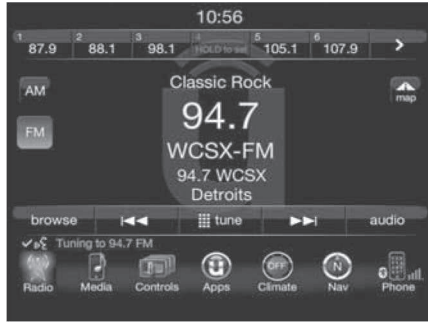 10:56
1 2 3 4 5 6
87.9 88.1 98.1 HOLD to set 105.1 107.9
AM
Classic Rock
map
94.7
FM
WCSX-FM
94.7 WCSX
Detroits
browse tune audio
Tuning to 94.7 FM
OFF N
Radio Media Controls Apps Climate Nav Phone